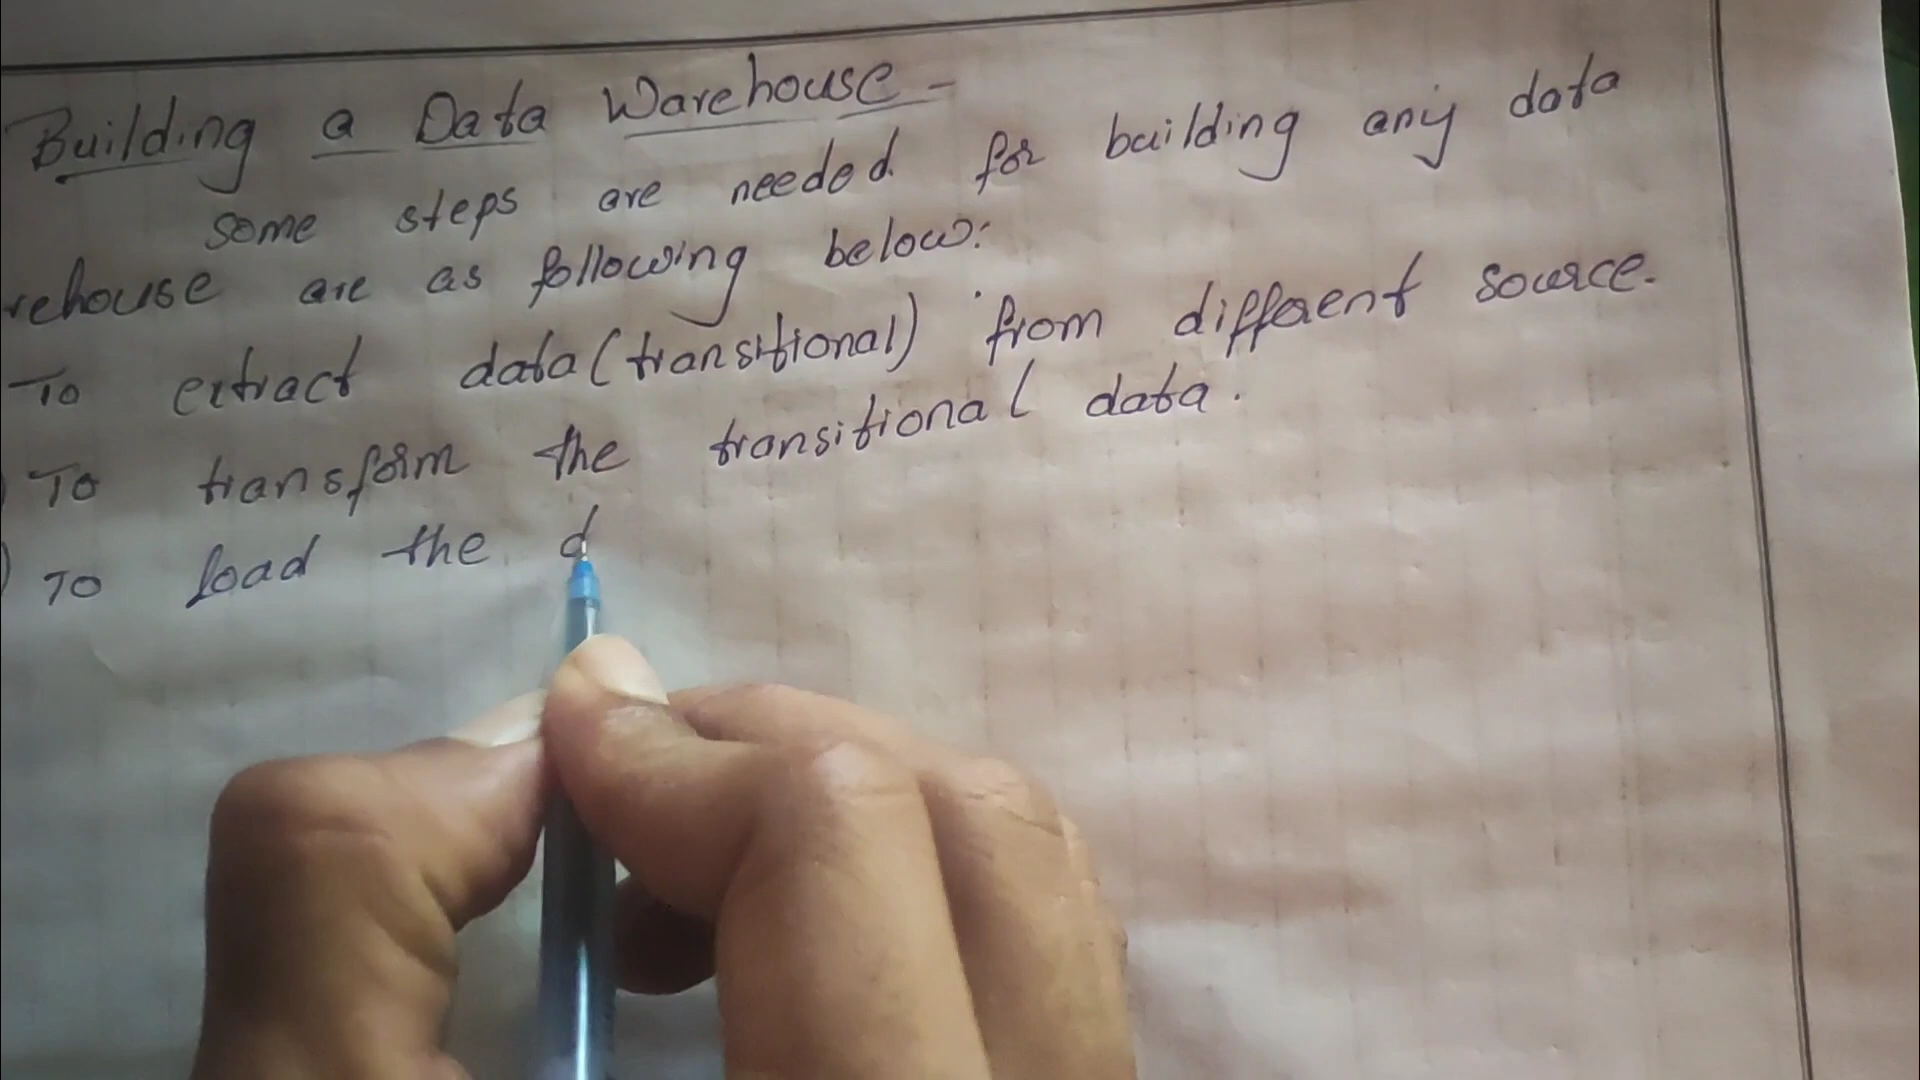 Building a Data Warehouse -
some steps are needed for building any data
rehouse are as following below:
To extract data(transitional) from different source.
) To transform the transitional data.
) To load the d